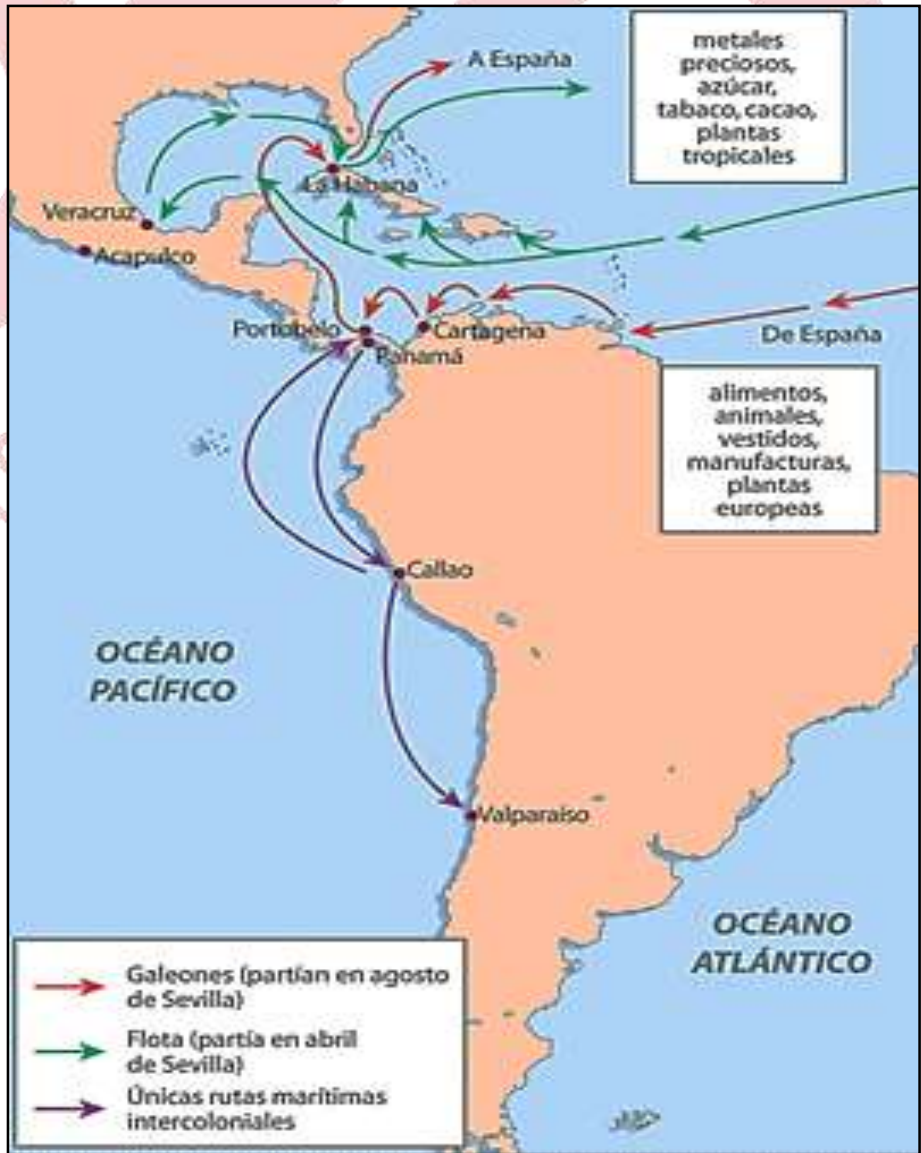 A España
metales
preciosos,
azúcar,
tabaco, cacao,
plantas
tropicales
La Habana
Veracruz
Acapulco
Portobelo
Cartagena
Panamá
De España
alimentos,
animales,
vestidos,
manufacturas,
plantas
europeas
Callao
OCÉANO
PACÍFICO
Valparaíso
OCÉANO
ATLÁNTICO
Galeones (partían en agosto
de Sevilla)
Flota (partía en abril
de Sevilla)
Únicas rutas marítimas
intercoloniales